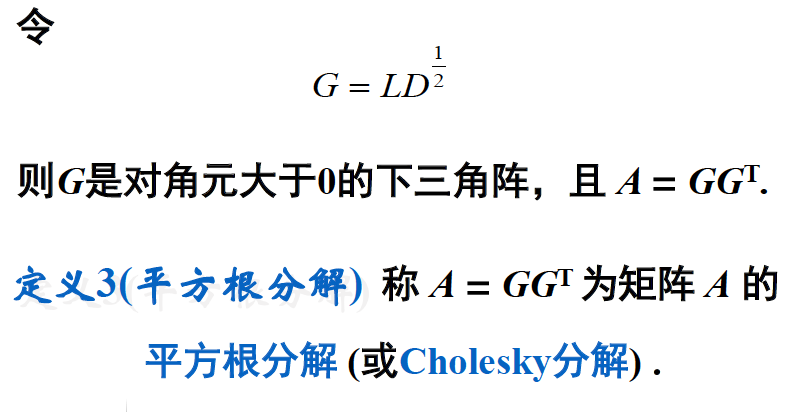 令
G = LD^{\frac{1}{2}}
则G是对角元大于0的下三角阵，且 A = GG^T.
定义3(平方根分解) 称 A = GG^T 为矩阵 A 的
平方根分解 (或Cholesky分解) .